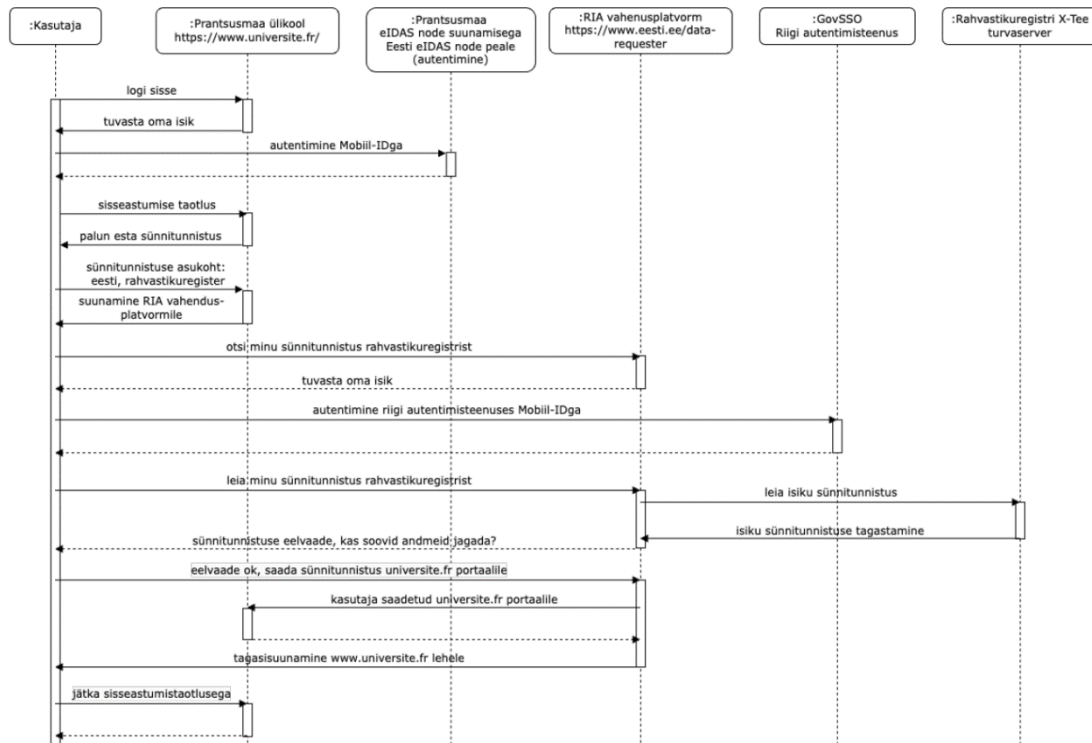 :Kasutaja
:Prantsusmaa ülikool
https://www.universite.fr/
:Prantsusmaa
eIDAS node suunamisega
Eesti eIDAS node peale
(autentimine)
:RIA vahenusplatvorm
https://www.eesti.ee/data-
requester
:GovSSO
Riigi autentimisteenus
:Rahvastikuregistri X-Tee
turvaserver
logi sisse
tuvasta oma isik
autentimine Mobiil-IDga
sisseastumise taotlus
palun esta sünnitunnistus
sünnitunnistuse asukoht:
eesti, rahvastikuregister
suunamine RIA vahendus-
platvormile
otsi minu sünnitunnistus rahvastikuregistrist
tuvasta oma isik
autentimine riigi autentimisteenuses Mobiil-IDga
leia minu sünnitunnistus rahvastikuregistrist
leia isiku sünnitunnistus
isiku sünnitunnistuse tagastamine
sünnitunnistuse eelvaade, kas soovid andmeid jagada?
eelvaade ok, saada sünnitunnistus universite.fr portaalile
kasutaja saadetud universite.fr portaalile
tagasisuunamine www.universite.fr lehele
jätka sisseastumistaotlusega